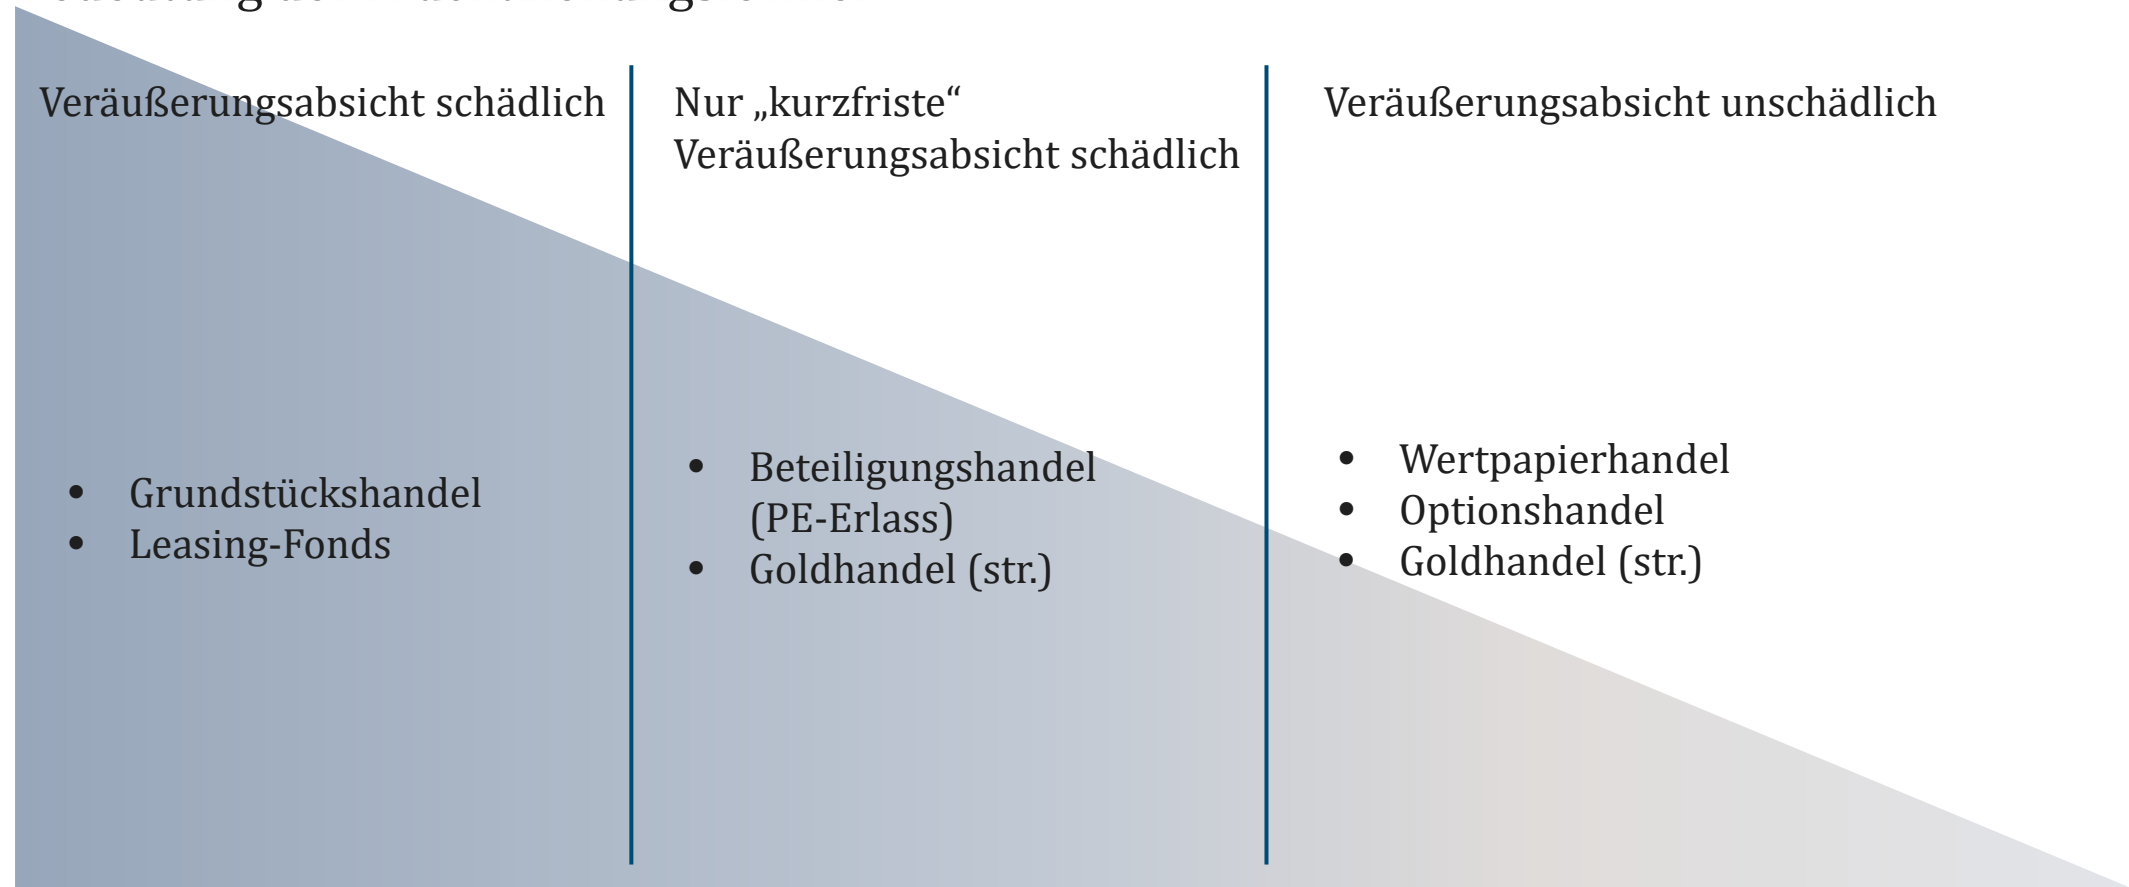 Veräußerungsabsicht schädlich
Nur „kurzfriste“
Veräußerungsabsicht schädlich
Veräußerungsabsicht unschädlich
• Grundstückshandel
• Leasing-Fonds
• Beteiligungshandel
(PE-Erlass)
• Goldhandel (str.)
• Wertpapierhandel
• Optionshandel
• Goldhandel (str.)